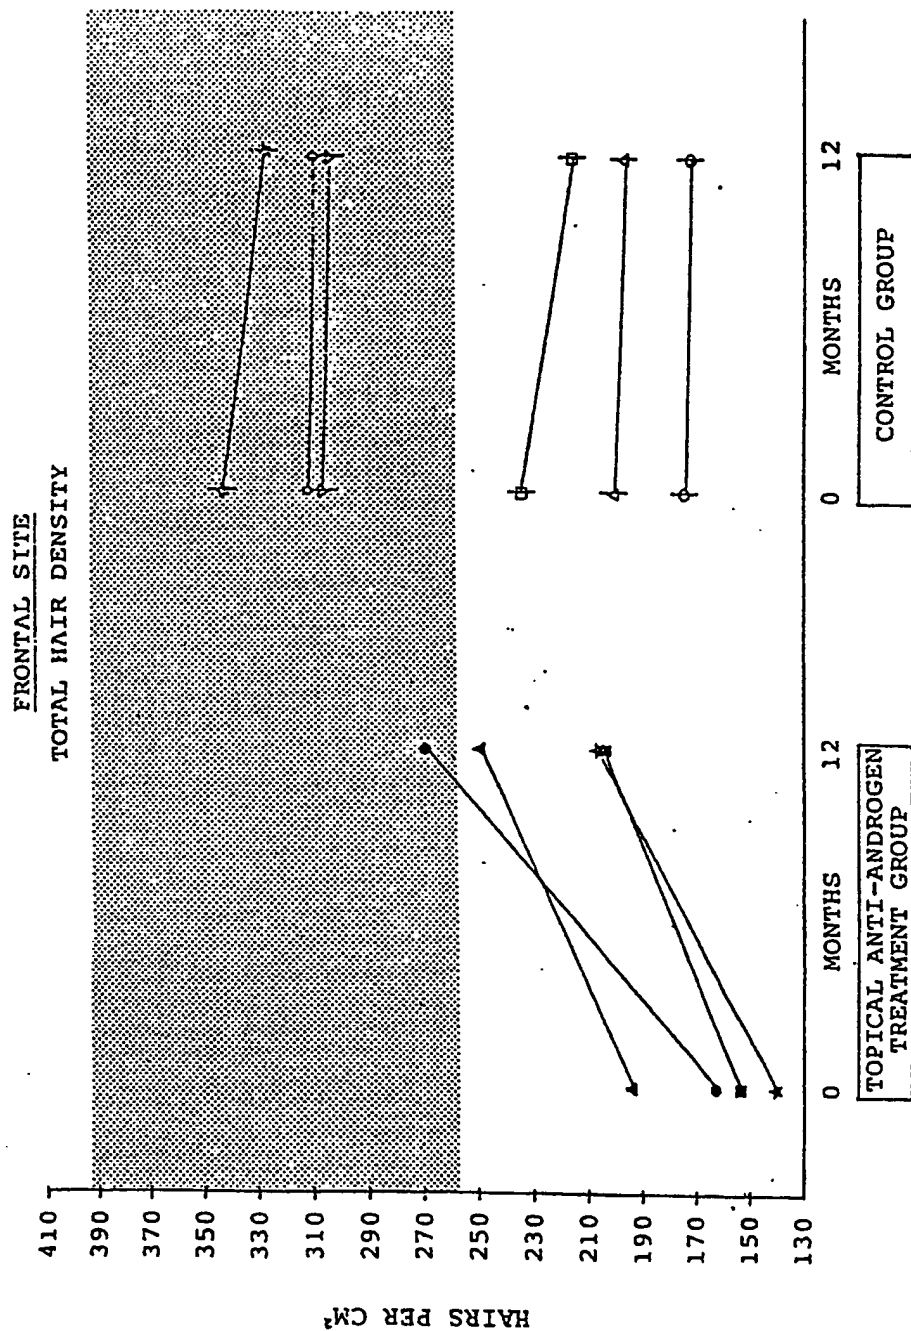 FRONTAL SITE
TOTAL HAIR DENSITY
HAIRS PER CM²
410
390
370
350
330
310
290
270
250
230
210
190
170
150
130
0 MONTHS 12
0 MONTHS 12
TOPICAL ANTI-ANDROGEN
TREATMENT GROUP
CONTROL GROUP